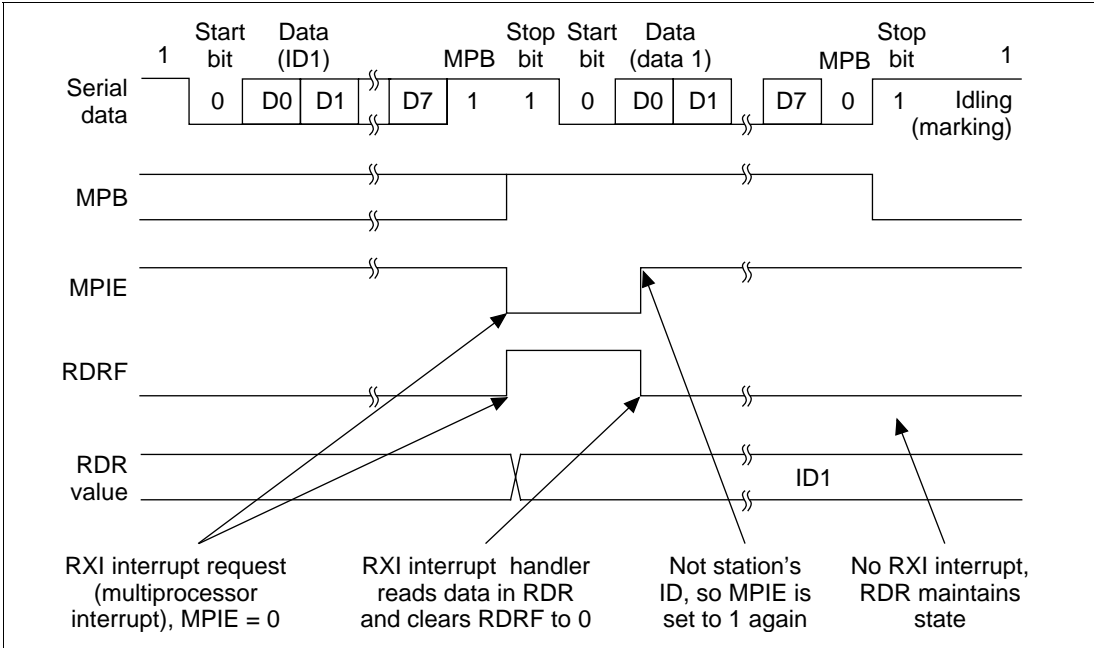 Start Data Stop Start Data Stop
1 bit (ID1) MPB bit bit (data 1) MPB bit 1
Serial data 0 D0 D1 D7 1 1 0 D0 D1 D7 0 1 Idling (marking)
MPB
MPIE
RDRF
RDR value ID1
RXI interrupt request
(multiprocessor
interrupt), MPIE = 0
RXI interrupt handler
reads data in RDR
and clears RDRF to 0
Not station's
ID, so MPIE is
set to 1 again
No RXI interrupt,
RDR maintains
state